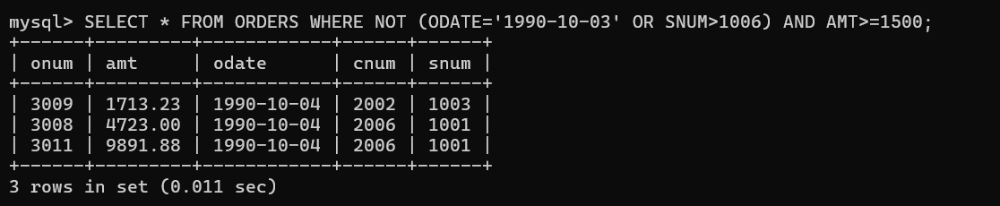 mysql> SELECT * FROM ORDERS WHERE NOT (ODATE='1990-10-03' OR SNUM>1006) AND AMT>=1500;
+------+---------+------------+------+------+
| onum | amt     | odate      | cnum | snum |
+------+---------+------------+------+------+
| 3009 | 1713.23 | 1990-10-04 | 2002 | 1003 |
| 3008 | 4723.00 | 1990-10-04 | 2006 | 1001 |
| 3011 | 9891.88 | 1990-10-04 | 2006 | 1001 |
+------+---------+------------+------+------+
3 rows in set (0.011 sec)